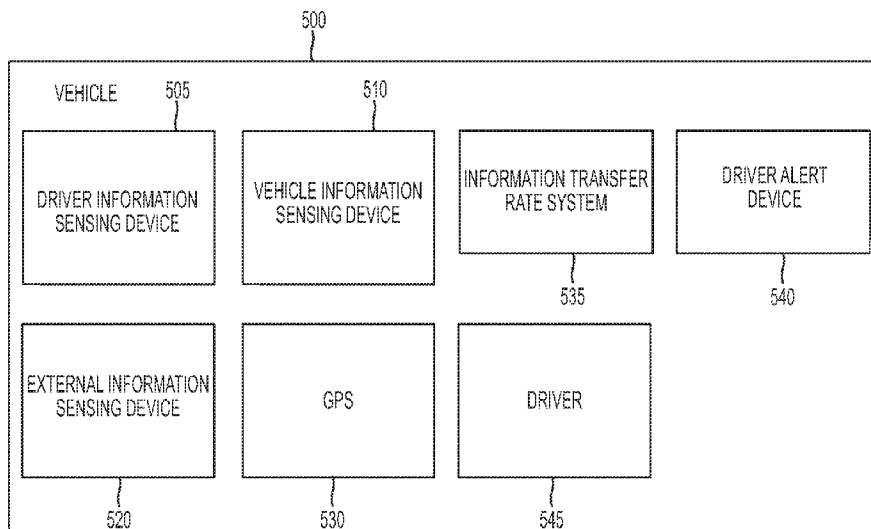 500
VEHICLE
505
510
DRIVER INFORMATION
SENSING DEVICE
VEHICLE INFORMATION
SENSING DEVICE
INFORMATION TRANSFER
RATE SYSTEM
DRIVER ALERT
DEVICE
535
540
EXTERNAL INFORMATION
SENSING DEVICE
GPS
DRIVER
520
530
545